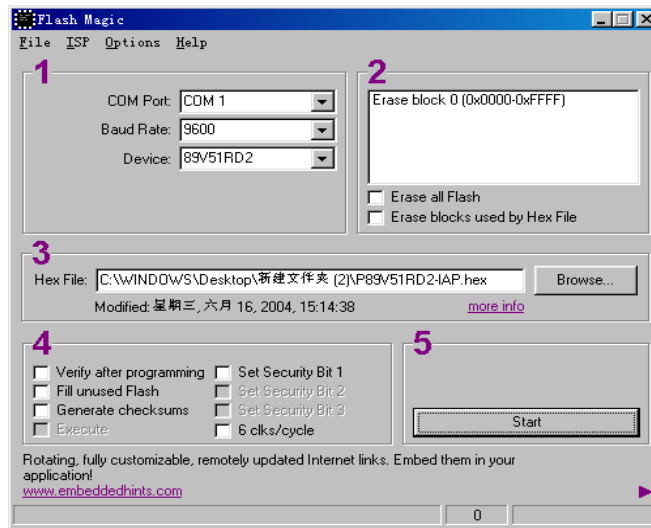 Flash Magic
File ISP Options Help
1
COM Port: COM 1
Baud Rate: 9600
Device: 89V51RD2
2
Erase block 0 (0x0000-0xFFFF)
Erase all Flash
Erase blocks used by Hex File
3
Hex File: C:\WINDOWS\Desktop\新建文件夹 (2)\P89V51RD2-IAP.hex Browse...
Modified: 星期三, 六月 16, 2004, 15:14:38 more info
4
Verify after programming Set Security Bit 1
Fill unused Flash Set Security Bit 2
Generate checksums Set Security Bit 3
Execute 6 clks/cycle
5
Start
Rotating, fully customizable, remotely updated Internet links. Embed them in your
application!
www.embeddedhints.com
0